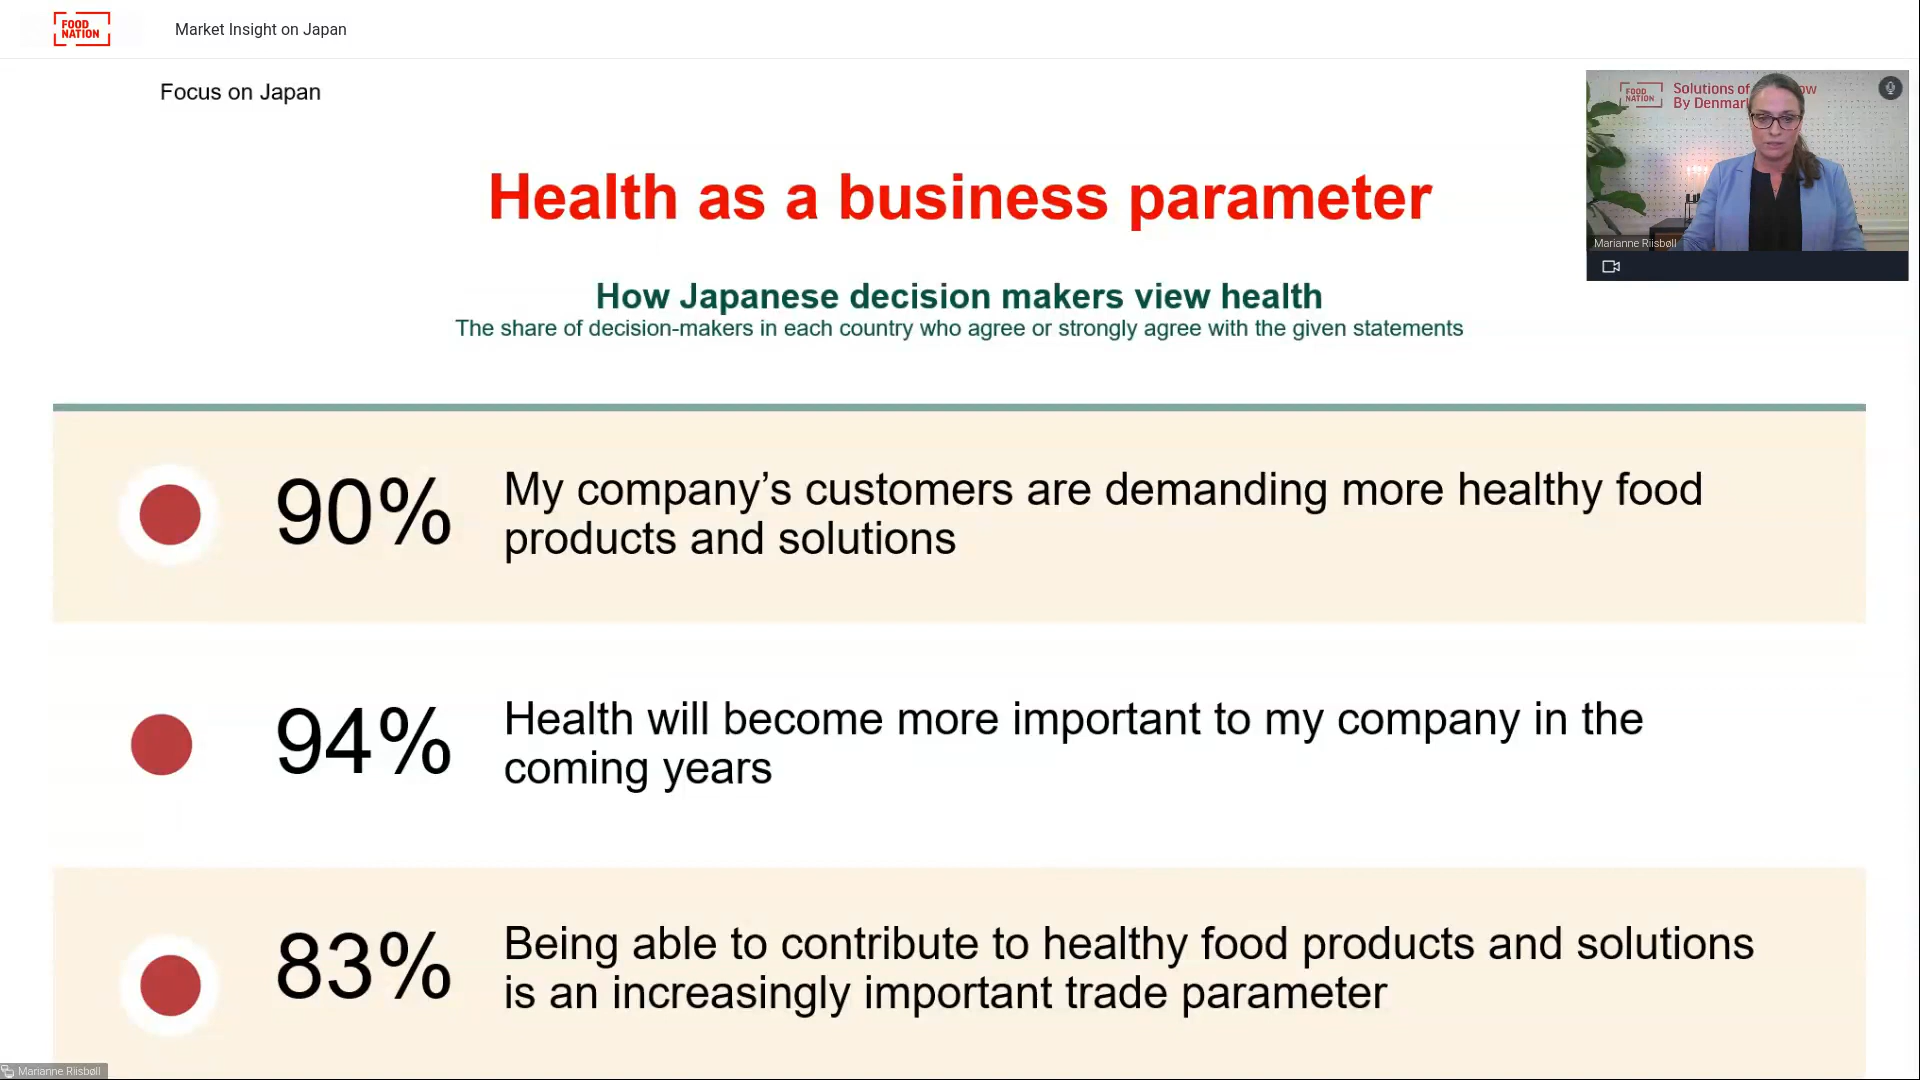 FOOD
NATION
Market Insight on Japan
Focus on Japan
FOOD
NATION
Solutions of
ow
By Denmar
Marianne Riisbøll
Health as a business parameter
How Japanese decision makers view health
The share of decision-makers in each country who agree or strongly agree with the given statements
90%
My company’s customers are demanding more healthy food
products and solutions
94%
Health will become more important to my company in the
coming years
83%
Being able to contribute to healthy food products and solutions
is an increasingly important trade parameter
Marianne Riisbøll